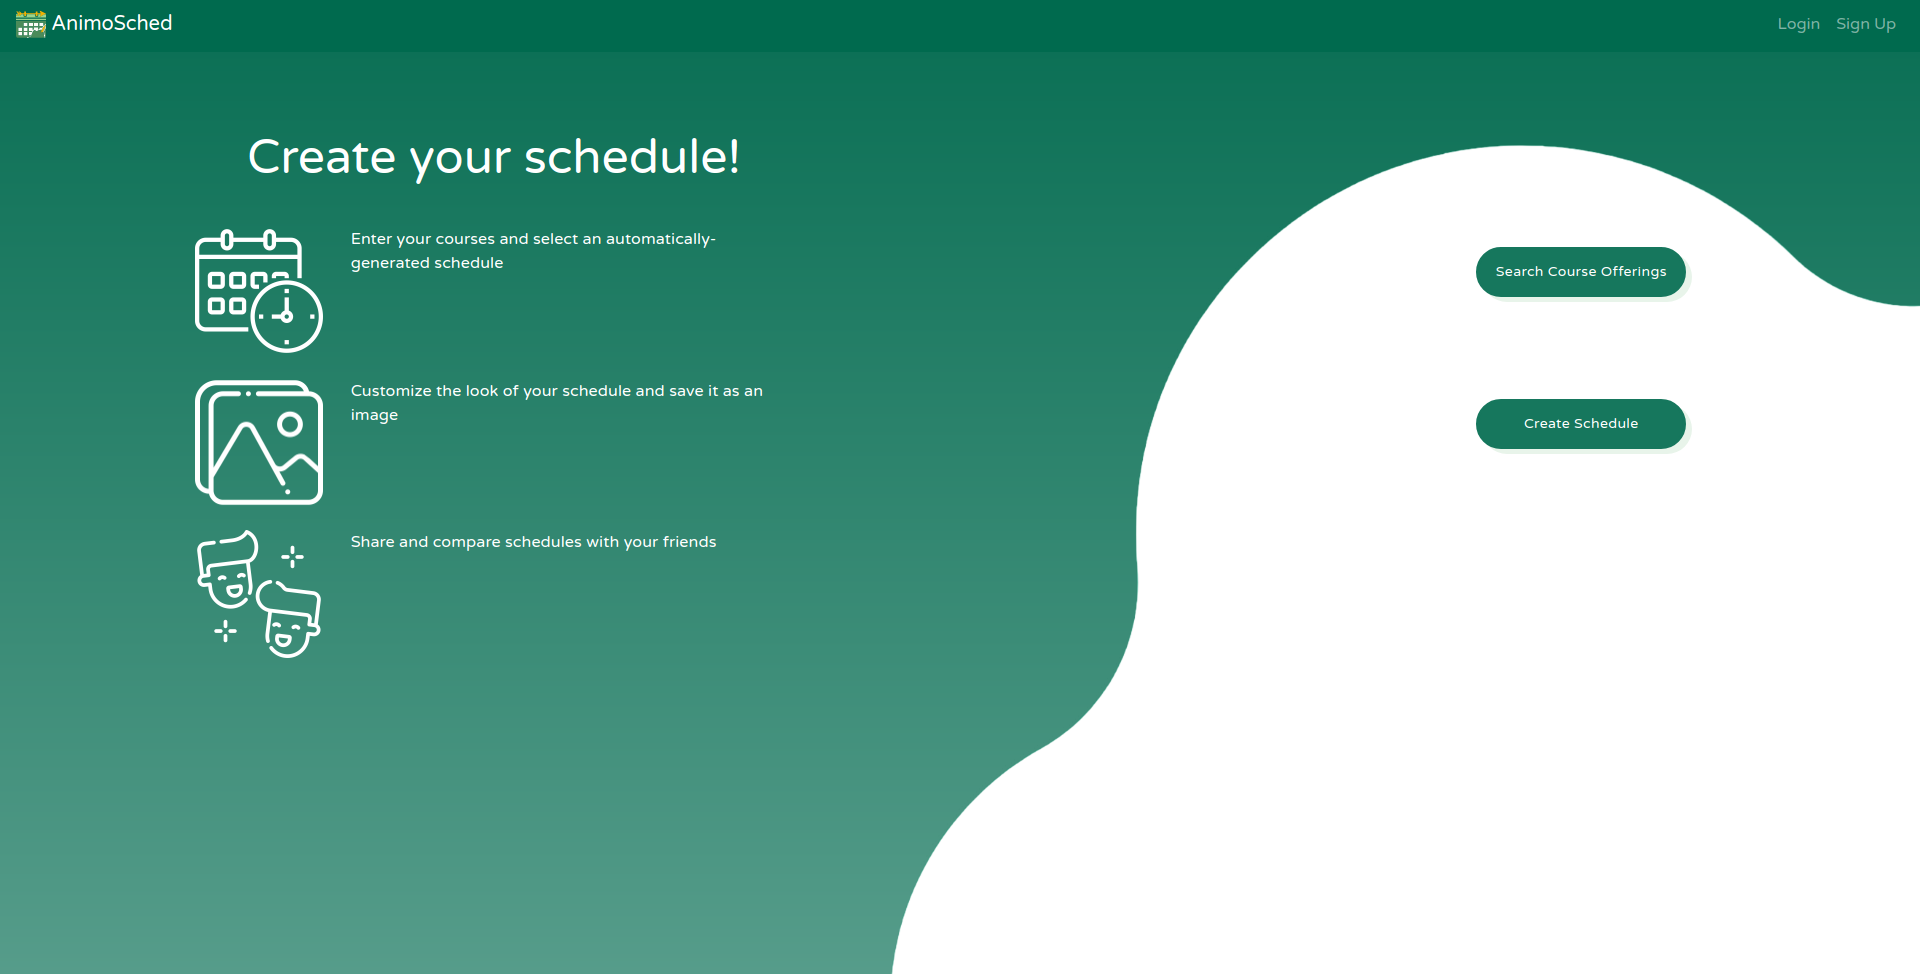 AnimoSched
Login
Sign Up
Create your schedule!
Enter your courses and select an automatically-
generated schedule
Customize the look of your schedule and save it as an
image
Share and compare schedules with your friends
Search Course Offerings
Create Schedule